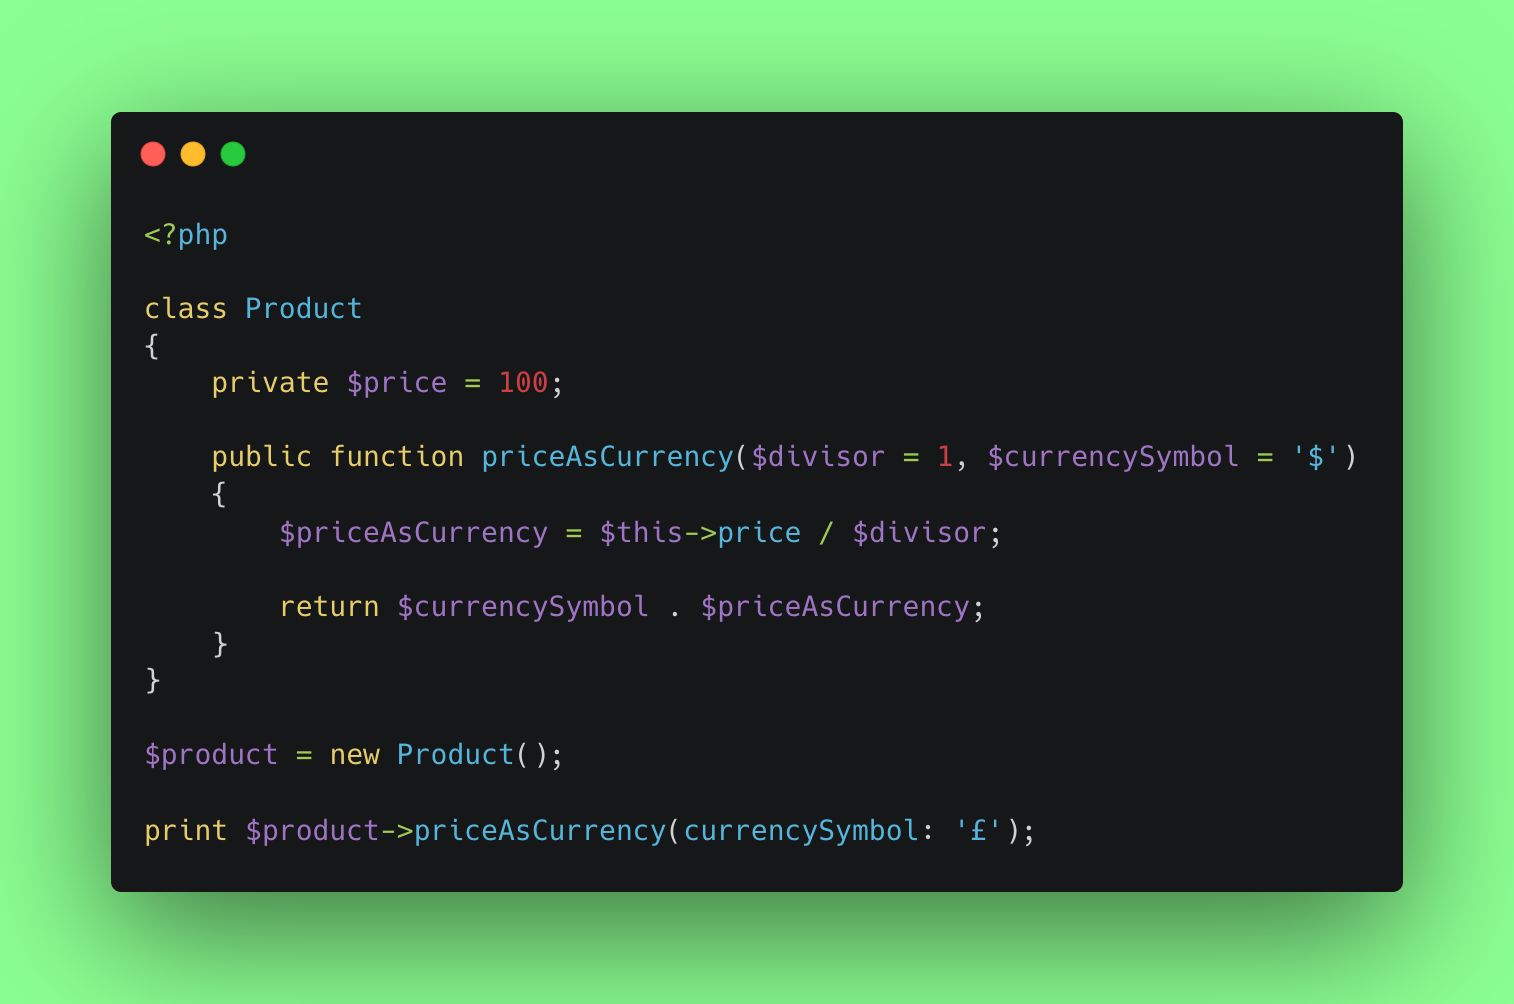 <?php
class Product
{
    private $price = 100;
    public function priceAsCurrency($divisor = 1, $currencySymbol = '$')
    {
        $priceAsCurrency = $this->price / $divisor;
        return $currencySymbol . $priceAsCurrency;
    }
}
$product = new Product();
print $product->priceAsCurrency(currencySymbol: '£');